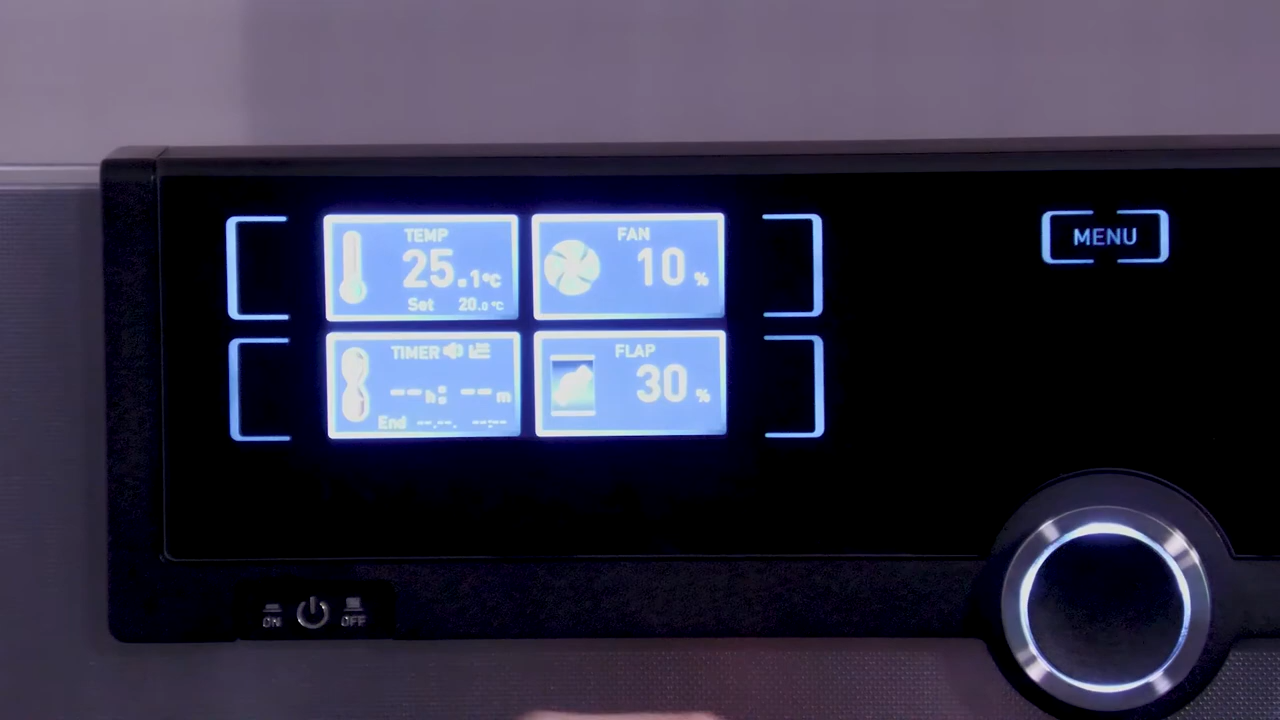 TEMP
25.1°C
Set 20.0°C
FAN
10 %
TIMER
--h: --m
End --.--. --:--
FLAP
30 %
MENU
ON OFF